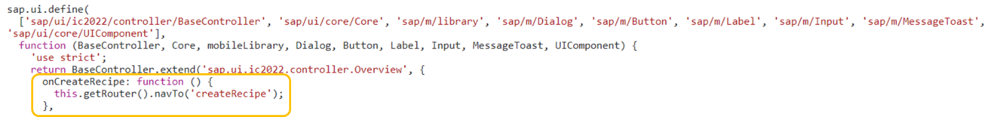 sap.ui.define(
['sap/ui/ic2022/controller/BaseController', 'sap/ui/core/Core', 'sap/m/library', 'sap/m/Dialog', 'sap/m/Button', 'sap/m/Label', 'sap/m/Input', 'sap/m/MessageToast',
'sap/ui/core/UIComponent'],
function (BaseController, Core, mobileLibrary, Dialog, Button, Label, Input, MessageToast, UIComponent) {
'use strict';
return BaseController.extend('sap.ui.ic2022.controller.Overview', {
onCreateRecipe: function () {
this.getRouter().navTo('createRecipe');
},